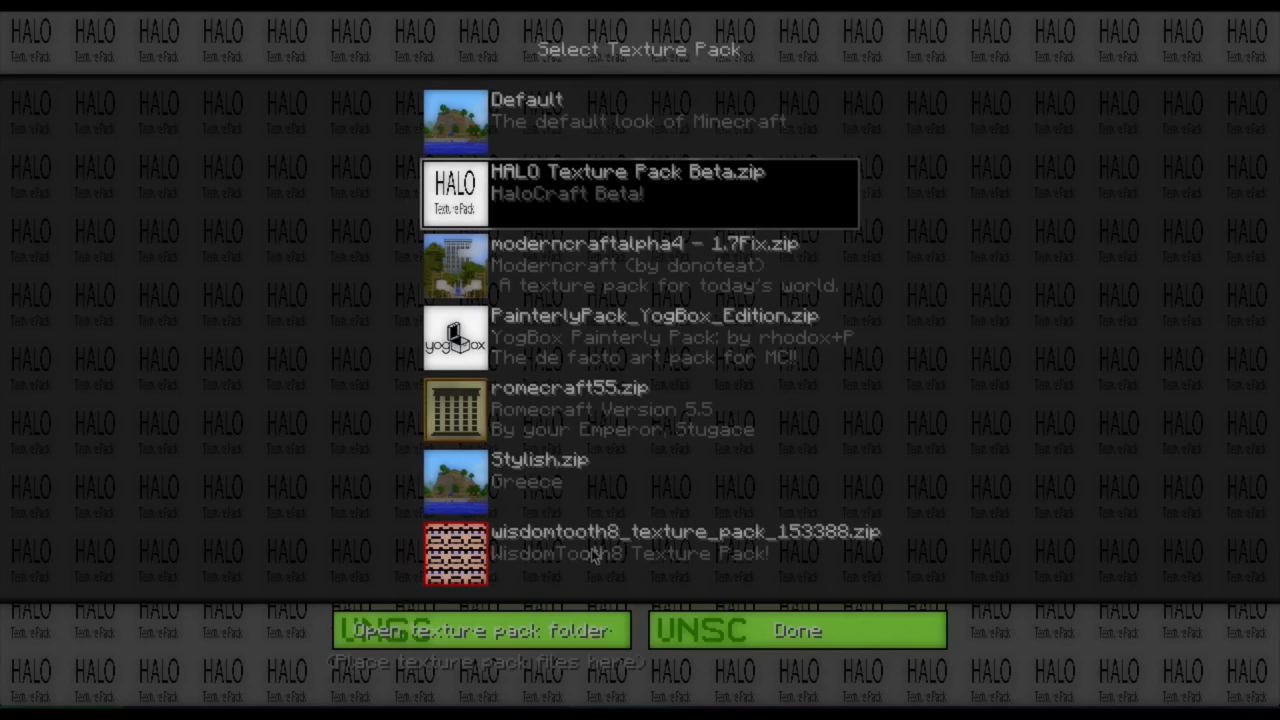 Select Texture Pack
Default
The default look of Minecraft
HALO
Texture Pack
HALO Texture Pack Beta.zip
HaloCraft Beta!
moderncraftalpha4 - 1.7Fix.zip
Moderncraft (by donoteat)
A texture pack for today's world.
yogbox
PainterlyPack_YogBox_Edition.zip
YogBox Painterly Pack; by rhodox+P
The de facto art pack for MC!!
romecraft55.zip
Romecraft Version 5.5
By your Emperor, Stugace
Stylish.zip
Greece
wisdomtooth8_texture_pack_153388.zip
WisdomTooth8 Texture Pack!
UNSC
Open texture pack folder
UNSC
Done
(Place texture pack files here)